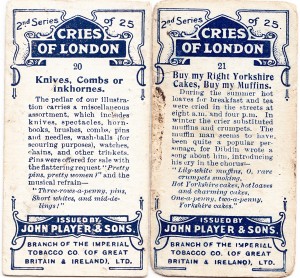 2nd Series of 25
CRIES
OF LONDON
20
Knives, Combs or
Inkhornes.
The pedlar of our illustration
carries a miscellaneous
assortment, which includes
knives, spectacles, horn-
books, brushes, combs, pins
and needles, wash-balls (for
scouring purposes), watches,
chains, and other trinkets.
Pins were offered for sale with
the flattering request "Pretty
pins, pretty women?" and the
musical refrain—
"Three-rows-a-penny, pins,
Short whites, and mid-de-
lings!"
ISSUED BY
JOHN PLAYER & SONS.
BRANCH OF THE IMPERIAL
TOBACCO CO. (OF GREAT
BRITAIN & IRELAND), LTD.
2nd Series of 25
CRIES
OF LONDON
21
Buy my Right Yorkshire
Cakes, Buy my Muffins.
During the summer hot
loaves for breakfast and tea
were cried in the streets at
eight a.m. and four p.m. In
winter the crier substituted
muffins and crumpets. The
muffin man seems to have
been quite a popular person-
age, for Dibdin wrote a
song about him, introducing
his cry in the chorus—
"Lily-white muffins, O, rare
crumpets smoking,
Hot Yorkshire cakes, hot loaves
and charming cakes,
One-a-penny, two-a-penny,
Yorkshire cakes."
ISSUED BY
JOHN PLAYER & SONS.
BRANCH OF THE IMPERIAL
TOBACCO CO. (OF GREAT
BRITAIN & IRELAND), LTD.